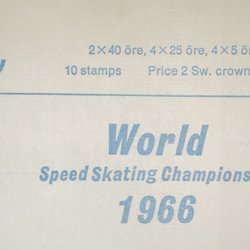 2×40 öre, 4×25 öre, 4×5 ör
10 stamps Price 2 Sw. crown
World
Speed Skating Champions
1966